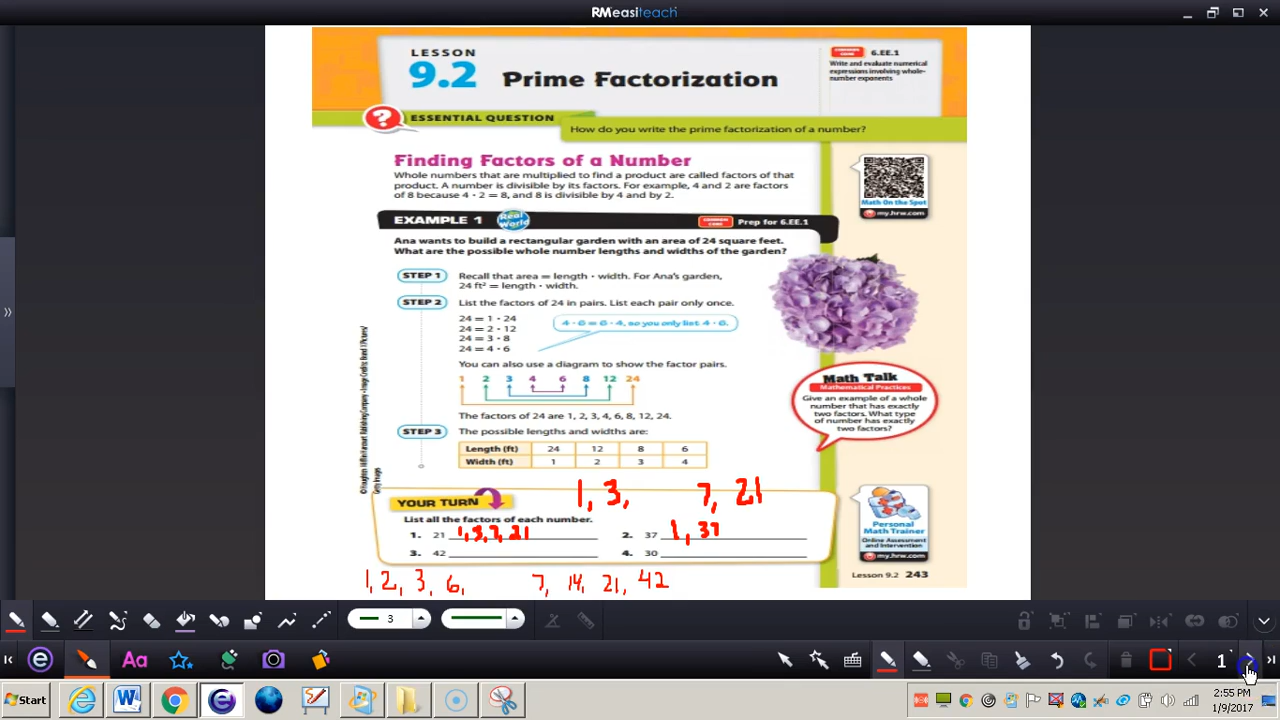 RMeasiteach
LESSON
9.2 Prime Factorization
COMMON CORE 6.EE.1
Write and evaluate numerical
expressions involving whole-
number exponents
? ESSENTIAL QUESTION
How do you write the prime factorization of a number?
Finding Factors of a Number
Whole numbers that are multiplied to find a product are called factors of that
product. A number is divisible by its factors. For example, 4 and 2 are factors
of 8 because 4 · 2 = 8, and 8 is divisible by 4 and by 2.
Math On the Spot
my.hrw.com
EXAMPLE 1 Real World COMMON CORE Prep for 6.EE.1
Ana wants to build a rectangular garden with an area of 24 square feet.
What are the possible whole number lengths and widths of the garden?
STEP 1 Recall that area = length · width. For Ana's garden,
24 ft² = length · width.
STEP 2 List the factors of 24 in pairs. List each pair only once.
24 = 1 · 24
24 = 2 · 12
24 = 3 · 8
24 = 4 · 6
4 · 6 = 6 · 4, so you only list 4 · 6.
You can also use a diagram to show the factor pairs.
1 2 3 4 6 8 12 24
The factors of 24 are 1, 2, 3, 4, 6, 8, 12, 24.
STEP 3 The possible lengths and widths are:
Length (ft) 24 12 8 6
Width (ft) 1 2 3 4
Math Talk
Mathematical Practices
Give an example of a whole
number that has exactly
two factors. What type
of number has exactly
two factors?
© Houghton Mifflin Harcourt Publishing Company
Getty Images
1, 3, 7, 21
YOUR TURN
List all the factors of each number.
1. 21 1, 3, 7, 21 2. 37 1, 37
3. 42 4. 30
1, 2, 3, 6, 7, 14, 21, 42
Personal
Math Trainer
Online Assessment
and Intervention
my.hrw.com
Lesson 9.2 243
3
Aa
1
Start
2:55 PM
1/9/2017